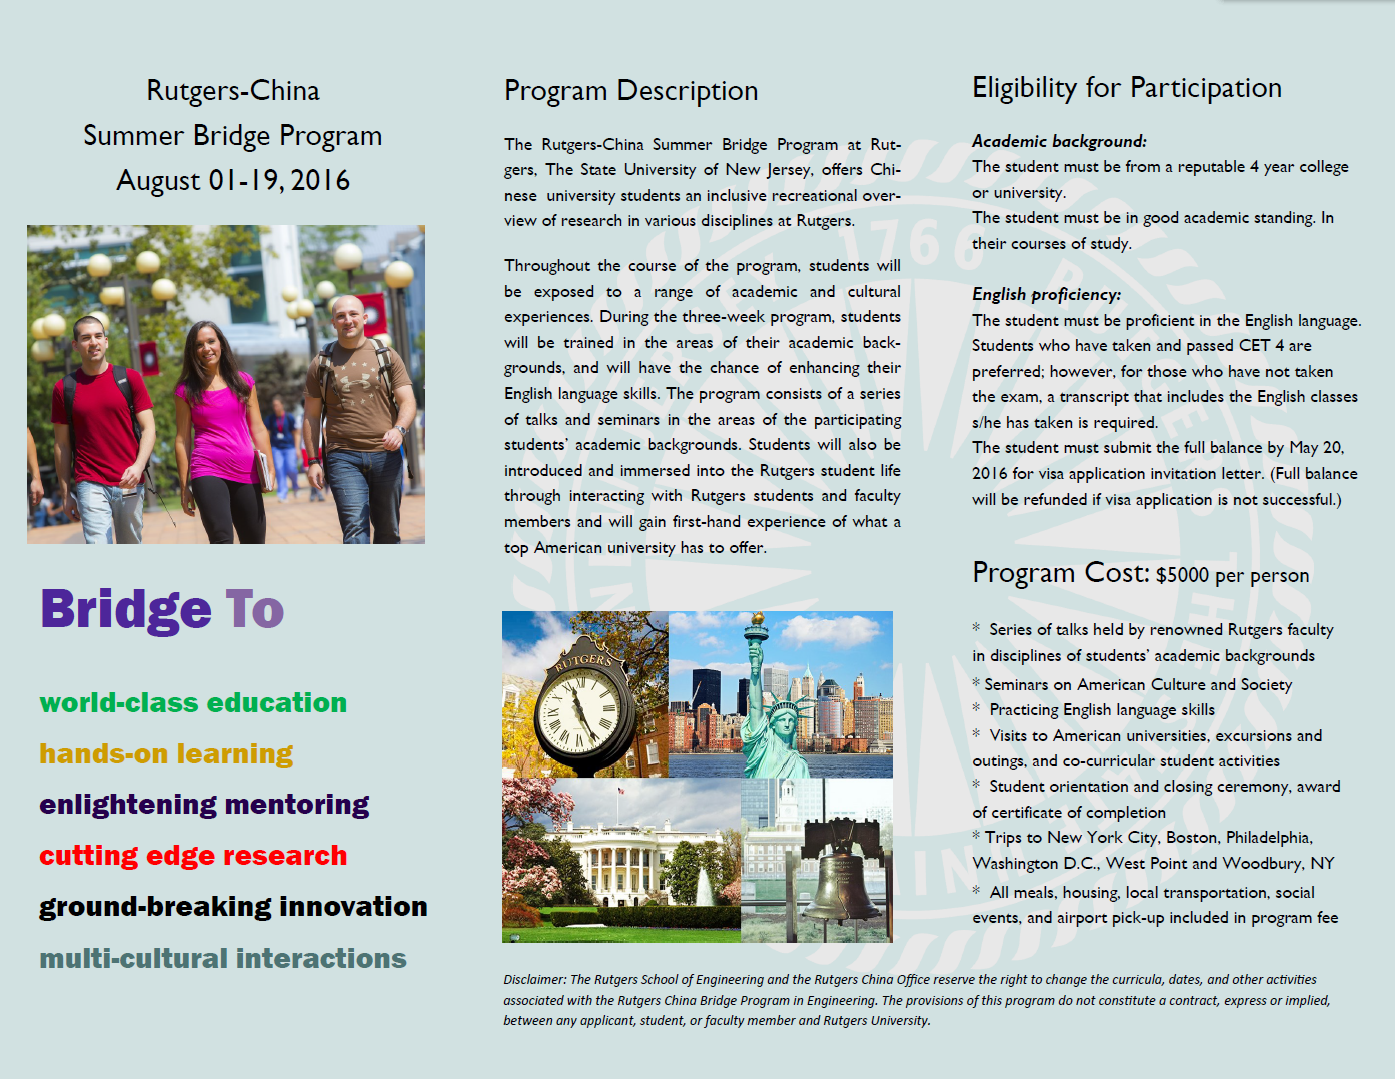 Rutgers-China
Summer Bridge Program
August 01-19, 2016
Bridge To
world-class education
hands-on learning
enlightening mentoring
cutting edge research
ground-breaking innovation
multi-cultural interactions
Program Description
The Rutgers-China Summer Bridge Program at Rut-
gers, The State University of New Jersey, offers Chi-
nese university students an inclusive recreational over-
view of research in various disciplines at Rutgers.
Throughout the course of the program, students will
be exposed to a range of academic and cultural
experiences. During the three-week program, students
will be trained in the areas of their academic back-
grounds, and will have the chance of enhancing their
English language skills. The program consists of a series
of talks and seminars in the areas of the participating
students’ academic backgrounds. Students will also be
introduced and immersed into the Rutgers student life
through interacting with Rutgers students and faculty
members and will gain first-hand experience of what a
top American university has to offer.
RUTGERS
Eligibility for Participation
Academic background:
The student must be from a reputable 4 year college
or university.
The student must be in good academic standing. In
their courses of study.
English proficiency:
The student must be proficient in the English language.
Students who have taken and passed CET 4 are
preferred; however, for those who have not taken
the exam, a transcript that includes the English classes
s/he has taken is required.
The student must submit the full balance by May 20,
2016 for visa application invitation letter. (Full balance
will be refunded if visa application is not successful.)
Program Cost: $5000 per person
* Series of talks held by renowned Rutgers faculty
in disciplines of students’ academic backgrounds
* Seminars on American Culture and Society
* Practicing English language skills
* Visits to American universities, excursions and
outings, and co-curricular student activities
* Student orientation and closing ceremony, award
of certificate of completion
* Trips to New York City, Boston, Philadelphia,
Washington D.C., West Point and Woodbury, NY
* All meals, housing, local transportation, social
events, and airport pick-up included in program fee
Disclaimer: The Rutgers School of Engineering and the Rutgers China Office reserve the right to change the curricula, dates, and other activities
associated with the Rutgers China Bridge Program in Engineering. The provisions of this program do not constitute a contract, express or implied,
between any applicant, student, or faculty member and Rutgers University.
1766